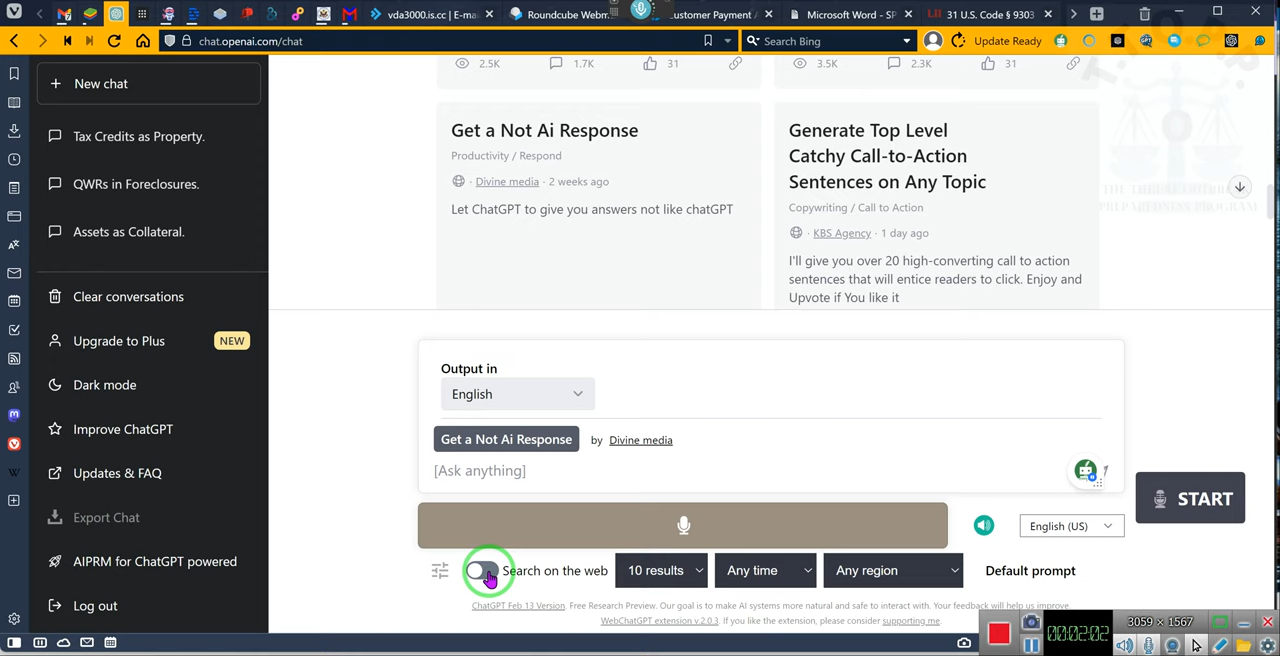 vda3000.is.cc | E-ma
Roundcube Webm
ustomer Payment A
Microsoft Word - SP
31 U.S. Code § 9303
chat.openai.com/chat
Search Bing
Update Ready
New chat
Tax Credits as Property.
QWRs in Foreclosures.
Assets as Collateral.
Clear conversations
Upgrade to Plus
NEW
Dark mode
Improve ChatGPT
Updates & FAQ
Export Chat
AIPRM for ChatGPT powered
Log out
2.5K 1.7K 31
3.5K 2.3K 31
Get a Not Ai Response
Productivity / Respond
Divine media · 2 weeks ago
Let ChatGPT to give you answers not like chatGPT
Generate Top Level
Catchy Call-to-Action
Sentences on Any Topic
Copywriting / Call to Action
KBS Agency · 1 day ago
I'll give you over 20 high-converting call to action
sentences that will entice readers to click. Enjoy and
Upvote if You like it
PREPAREDNESS PROGRAM
Output in
English
Get a Not Ai Response by Divine media
[Ask anything]
START
English (US)
Search on the web
10 results
Any time
Any region
Default prompt
ChatGPT Feb 13 Version. Free Research Preview. Our goal is to make AI systems more natural and safe to interact with. Your feedback will help us improve
WebChatGPT extension v.2.0.3. If you like the extension, please consider supporting me.
3059 × 1567
00:02:02